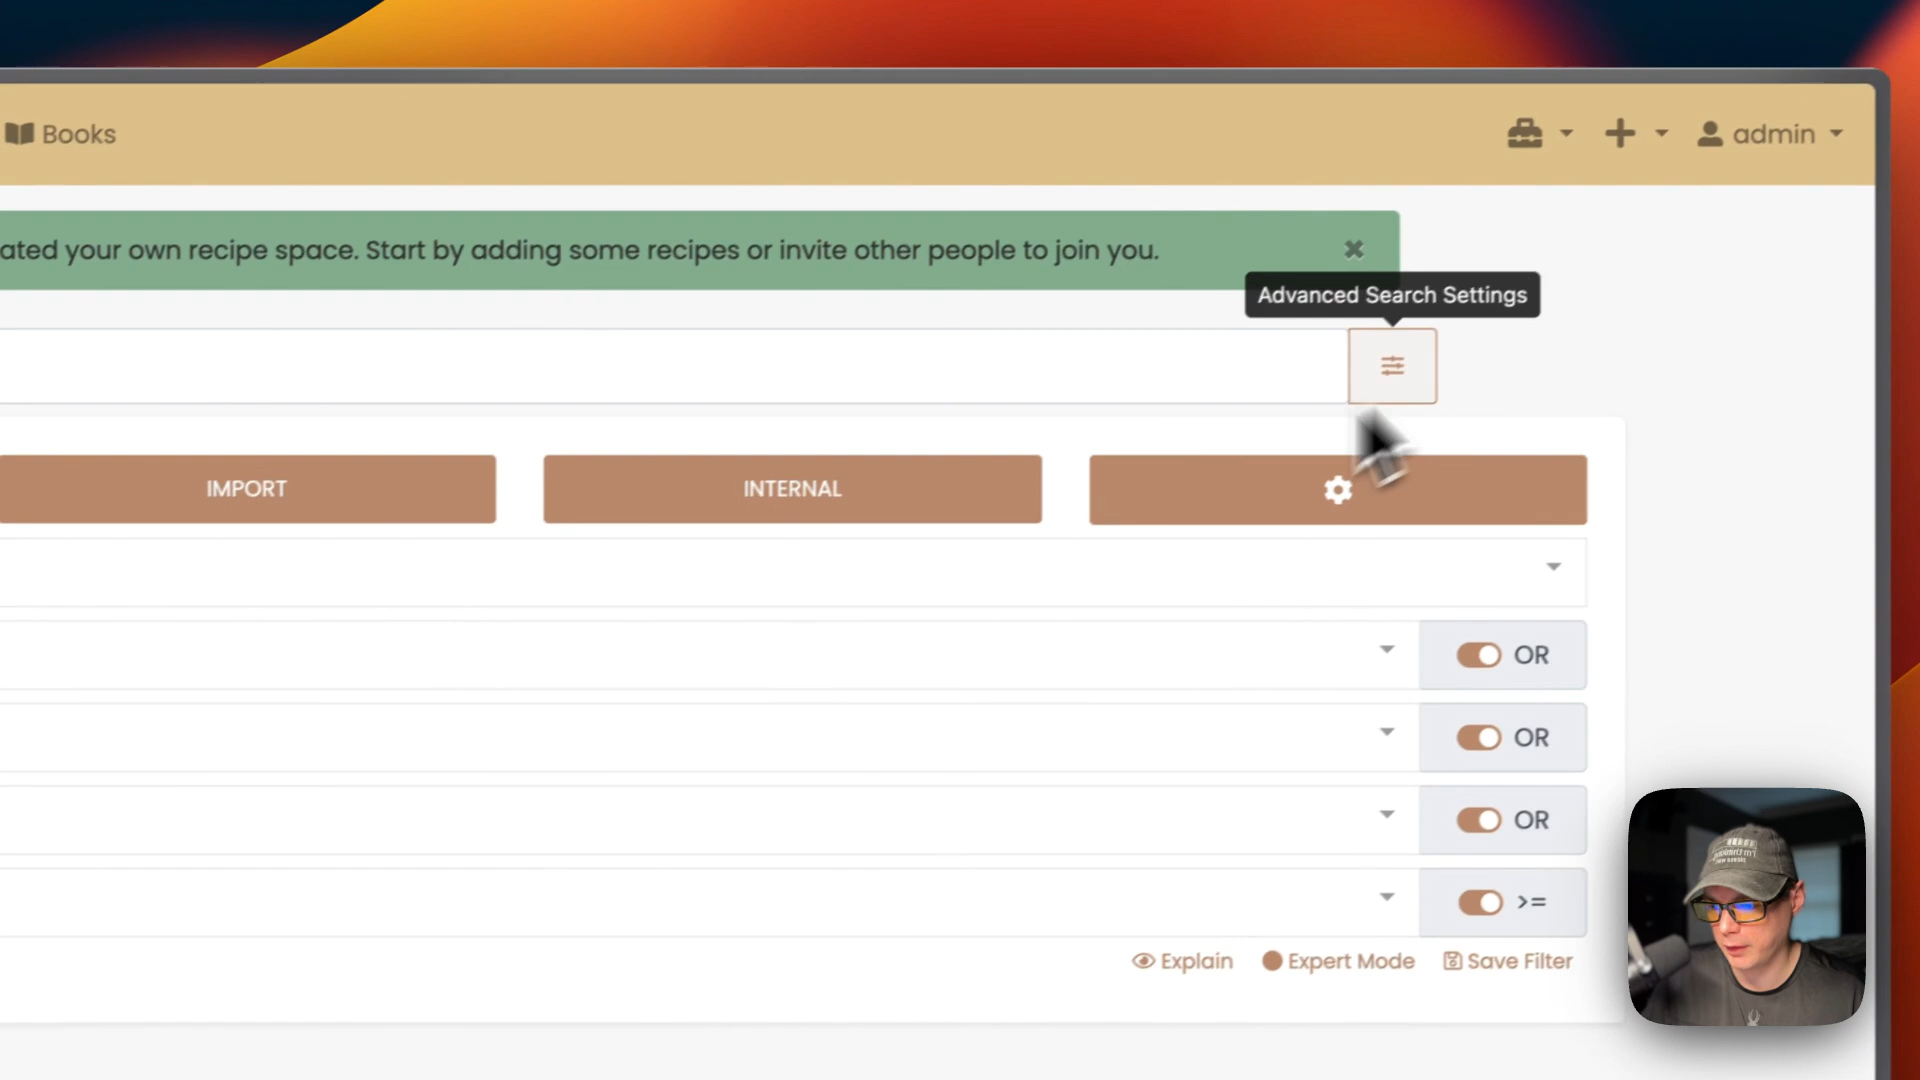 Books
admin
ated your own recipe space. Start by adding some recipes or invite other people to join you.
Advanced Search Settings
IMPORT
INTERNAL
OR
OR
OR
>=
Explain
Expert Mode
Save Filter